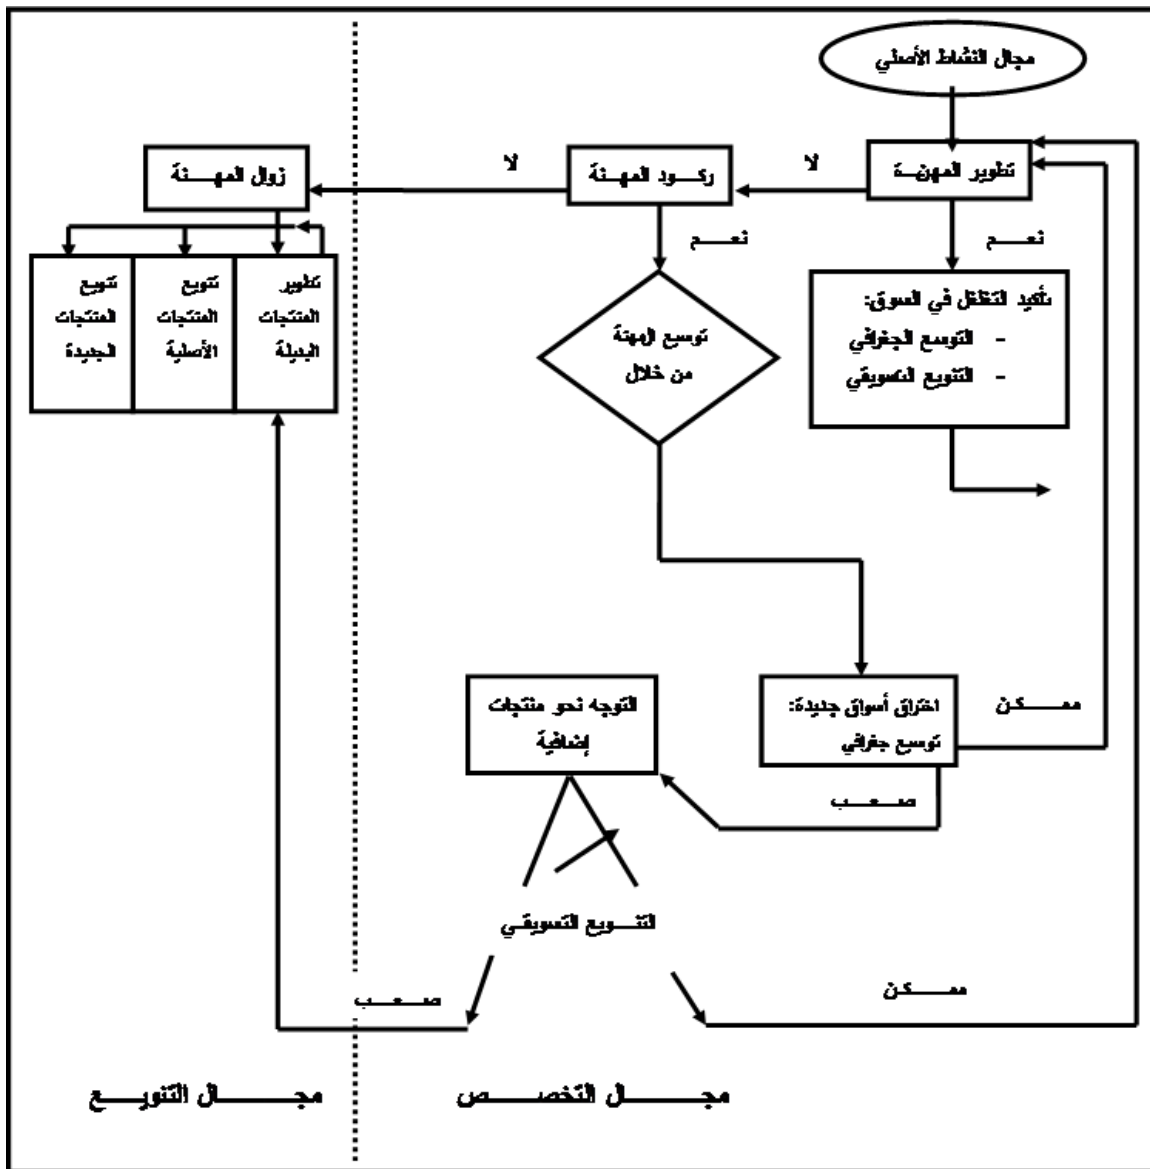 مجال النشاط الأصلي
تطوير المهنة
لا
ركود المهنة
لا
زوال المهنة
نعم
نعم
تأكيد التغلغل في السوق:
- التوسع الجغرافي
- التنويع التسويقي
توسيع المهنة
من خلال
تطوير
المنتجات
البديلة
تنويع
المنتجات
الأصلية
تنويع
المنتجات
الجديدة
اختراق أسواق جديدة:
توسيع جغرافي
ممكن
التوجه نحو منتجات
إضافية
صعب
التنويع التسويقي
ممكن
صعب
مجال التخصص
مجال التنويع